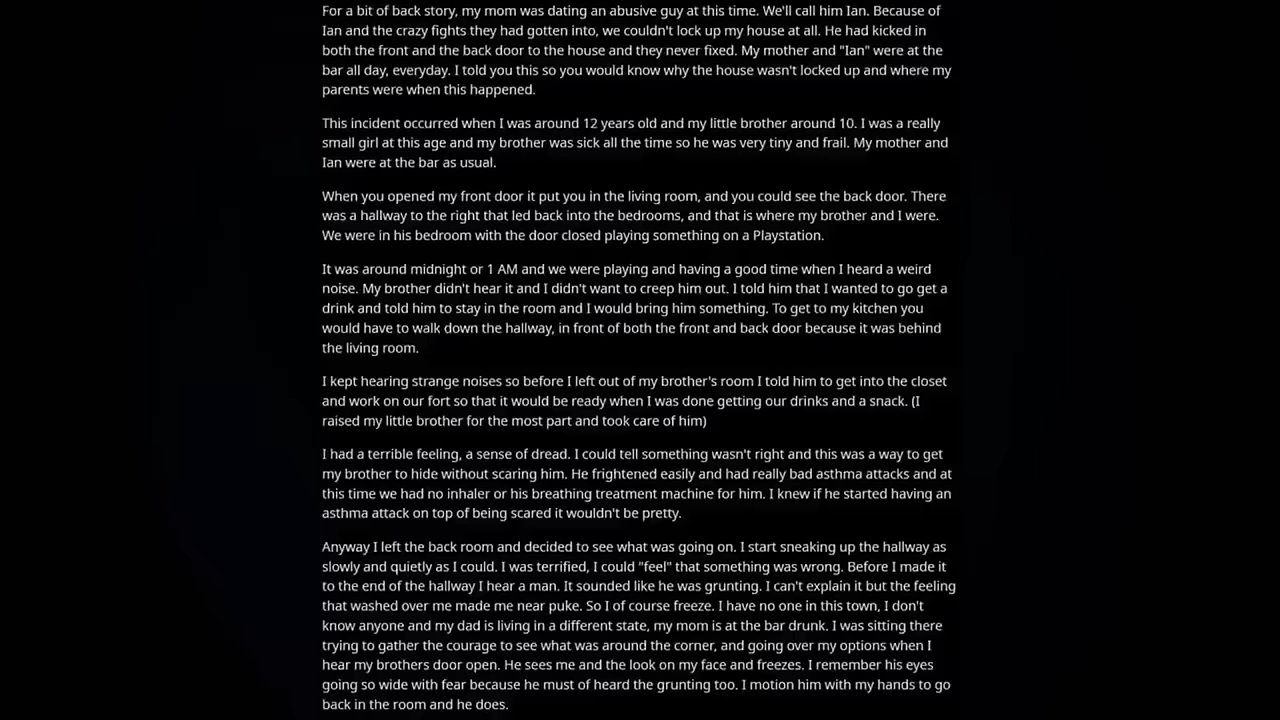 For a bit of back story, my mom was dating an abusive guy at this time. We'll call him Ian. Because of
Ian and the crazy fights they had gotten into, we couldn't lock up my house at all. He had kicked in
both the front and the back door to the house and they never fixed. My mother and "Ian" were at the
bar all day, everyday. I told you this so you would know why the house wasn't locked up and where my
parents were when this happened.
This incident occurred when I was around 12 years old and my little brother around 10. I was a really
small girl at this age and my brother was sick all the time so he was very tiny and frail. My mother and
Ian were at the bar as usual.
When you opened my front door it put you in the living room, and you could see the back door. There
was a hallway to the right that led back into the bedrooms, and that is where my brother and I were.
We were in his bedroom with the door closed playing something on a Playstation.
It was around midnight or 1 AM and we were playing and having a good time when I heard a weird
noise. My brother didn't hear it and I didn't want to creep him out. I told him that I wanted to go get a
drink and told him to stay in the room and I would bring him something. To get to my kitchen you
would have to walk down the hallway, in front of both the front and back door because it was behind
the living room.
I kept hearing strange noises so before I left out of my brother's room I told him to get into the closet
and work on our fort so that it would be ready when I was done getting our drinks and a snack. (I
raised my little brother for the most part and took care of him)
I had a terrible feeling, a sense of dread. I could tell something wasn't right and this was a way to get
my brother to hide without scaring him. He frightened easily and had really bad asthma attacks and at
this time we had no inhaler or his breathing treatment machine for him. I knew if he started having an
asthma attack on top of being scared it wouldn't be pretty.
Anyway I left the back room and decided to see what was going on. I start sneaking up the hallway as
slowly and quietly as I could. I was terrified, I could "feel" that something was wrong. Before I made it
to the end of the hallway I hear a man. It sounded like he was grunting. I can't explain it but the feeling
that washed over me made me near puke. So I of course freeze. I have no one in this town, I don't
know anyone and my dad is living in a different state, my mom is at the bar drunk. I was sitting there
trying to gather the courage to see what was around the corner, and going over my options when I
hear my brothers door open. He sees me and the look on my face and freezes. I remember his eyes
going so wide with fear because he must of heard the grunting too. I motion him with my hands to go
back in the room and he does.